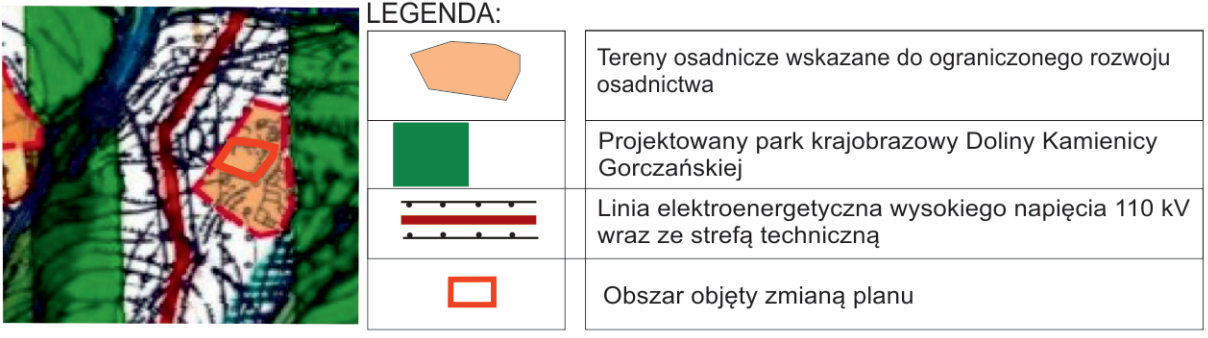 LEGENDA:
Tereny osadnicze wskazane do ograniczonego rozwoju
osadnictwa
Projektowany park krajobrazowy Doliny Kamienicy
Gorczańskiej
Linia elektroenergetyczna wysokiego napięcia 110 kV
wraz ze strefą techniczną
Obszar objęty zmianą planu